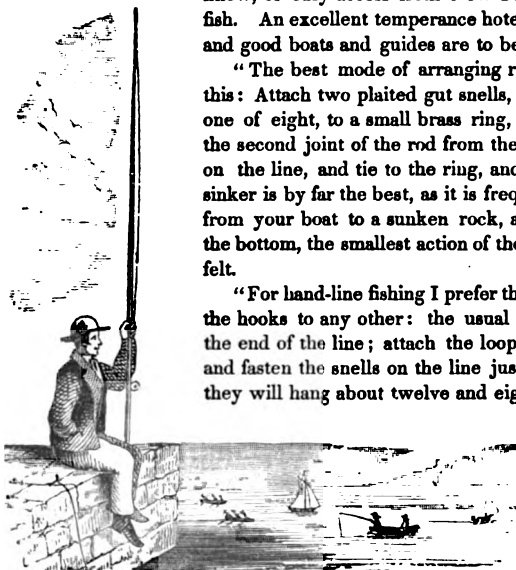 fish. An excellent temperance hote
and good boats and guides are to be
“ The best mode of arranging r
this: Attach two plaited gut snells,
one of eight, to a small brass ring,
the second joint of the rod from the
on the line, and tie to the ring, and
sinker is by far the best, as it is freq
from your boat to a sunken rock, a
the bottom, the smallest action of the
felt.
“For hand-line fishing I prefer th
the hooks to any other: the usual
the end of the line; attach the loop
and fasten the snells on the line jus
they will hang about twelve and eig